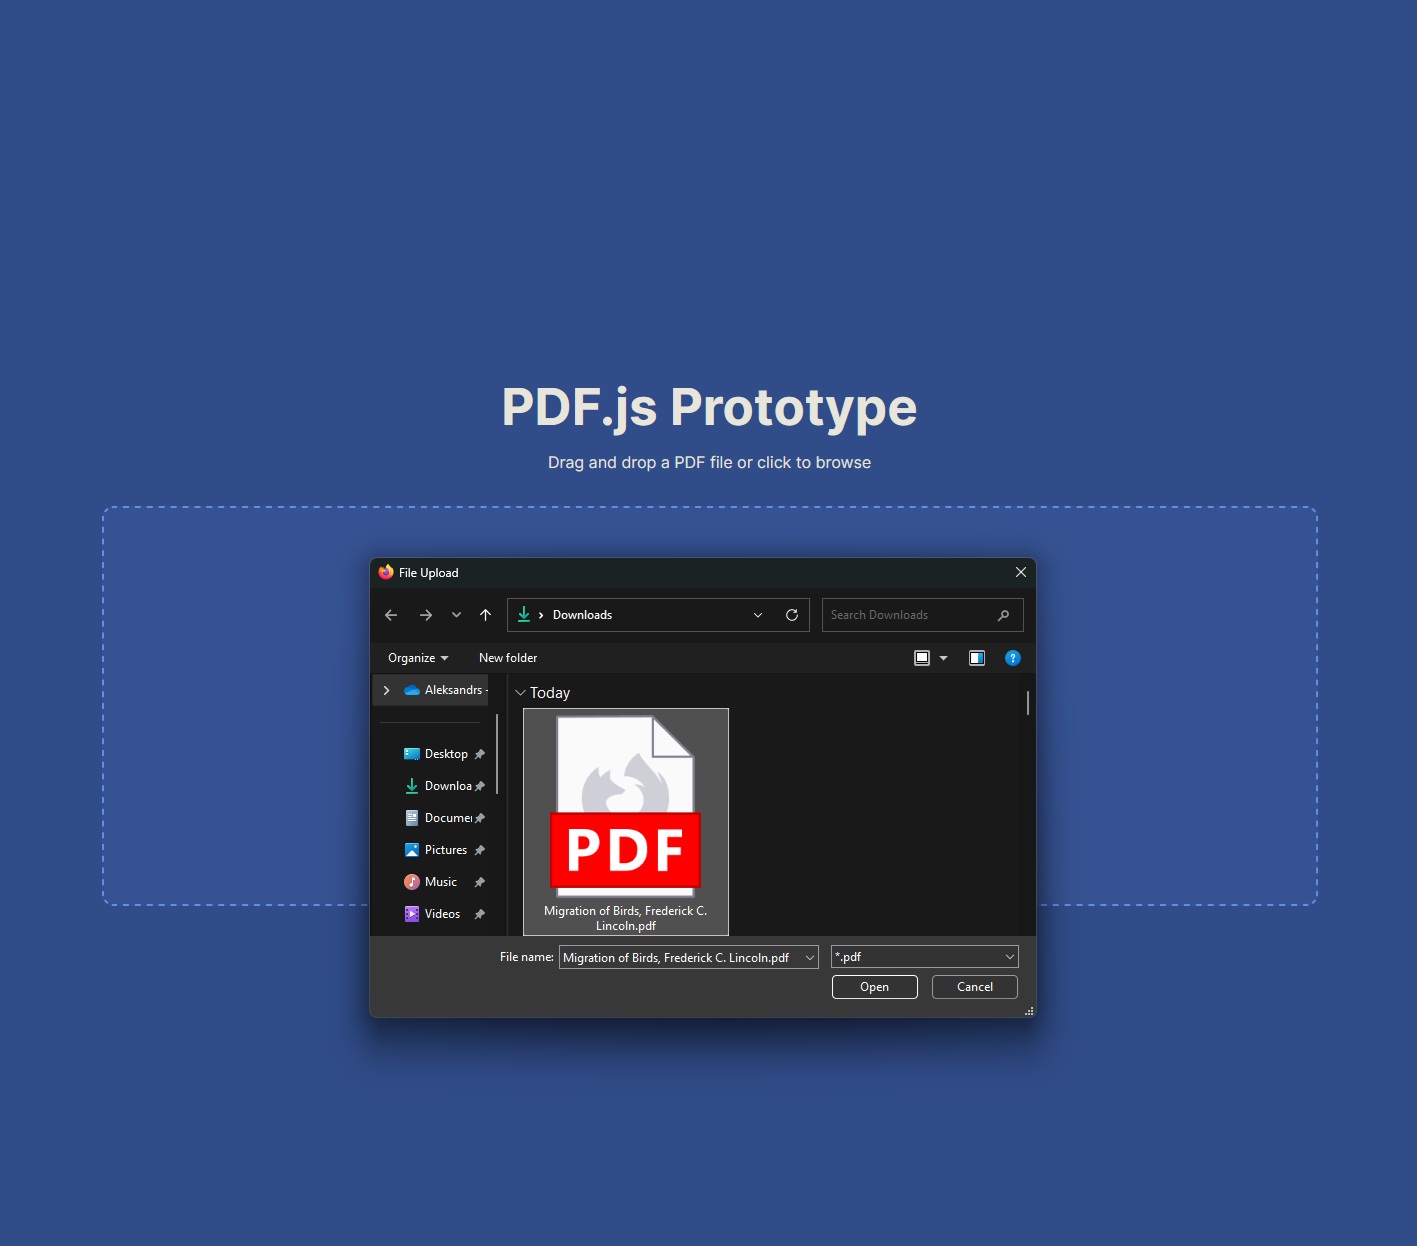 PDF.js Prototype
Drag and drop a PDF file or click to browse
File Upload
Downloads
Search Downloads
Organize
New folder
?
Aleksandrs -
Today
Desktop
Downloa
Documen
Pictures
Music
Videos
PDF
Migration of Birds, Frederick C.
Lincoln.pdf
File name:
Migration of Birds, Frederick C. Lincoln.pdf
*.pdf
Open
Cancel